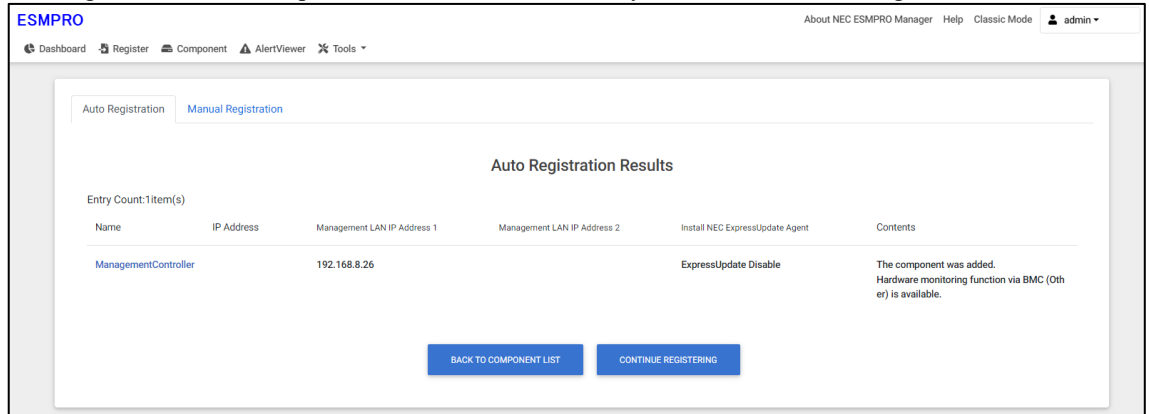 ESMPRO
About NEC ESMPRO Manager Help Classic Mode admin
Dashboard Register Component AlertViewer Tools
Auto Registration Manual Registration
Auto Registration Results
Entry Count:1item(s)
Name IP Address Management LAN IP Address 1 Management LAN IP Address 2 Install NEC ExpressUpdate Agent Contents
ManagementController 192.168.8.26 ExpressUpdate Disable The component was added.
Hardware monitoring function via BMC (Oth
er) is available.
BACK TO COMPONENT LIST CONTINUE REGISTERING